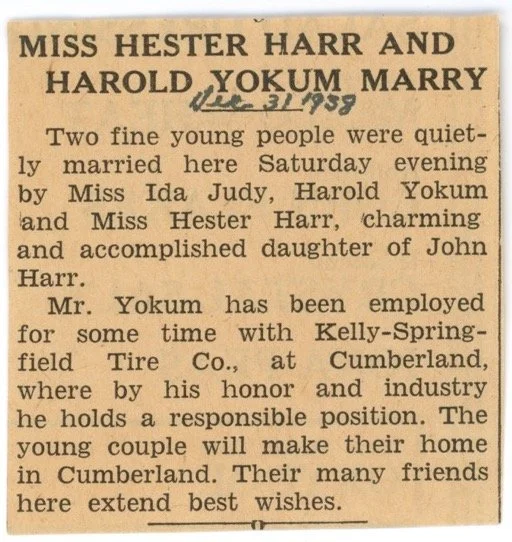 MISS HESTER HARR AND
HAROLD YOKUM MARRY
Dec 31 1938
Two fine young people were quiet-
ly married here Saturday evening
by Miss Ida Judy, Harold Yokum
and Miss Hester Harr, charming
and accomplished daughter of John
Harr.
Mr. Yokum has been employed
for some time with Kelly-Spring-
field Tire Co., at Cumberland,
where by his honor and industry
he holds a responsible position. The
young couple will make their home
in Cumberland. Their many friends
here extend best wishes.